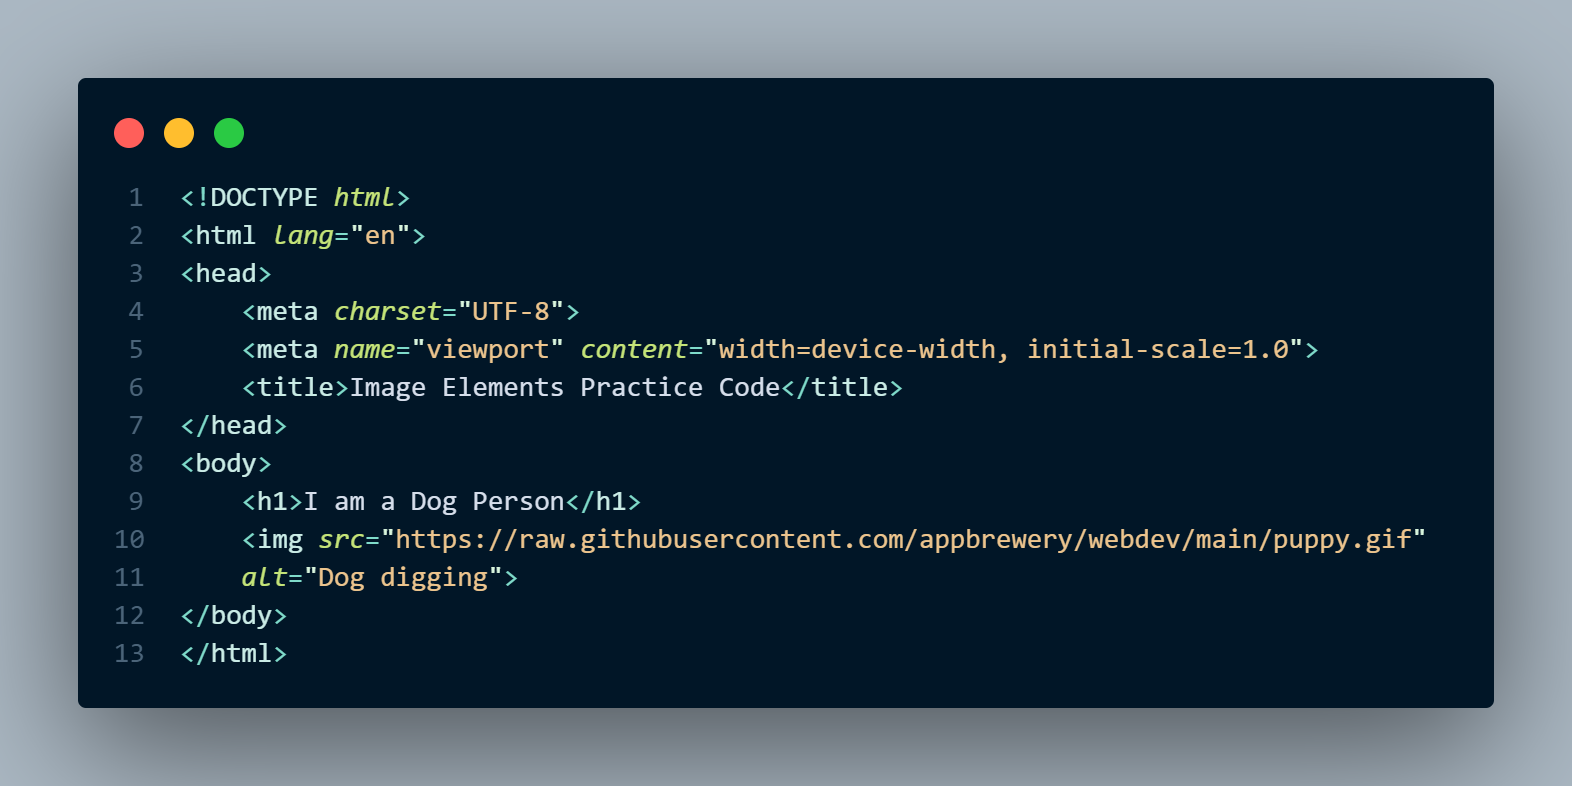 1 <!DOCTYPE html>
2 <html lang="en">
3 <head>
4     <meta charset="UTF-8">
5     <meta name="viewport" content="width=device-width, initial-scale=1.0">
6     <title>Image Elements Practice Code</title>
7 </head>
8 <body>
9     <h1>I am a Dog Person</h1>
10     <img src="https://raw.githubusercontent.com/appbrewery/webdev/main/puppy.gif"
11     alt="Dog digging">
12 </body>
13 </html>